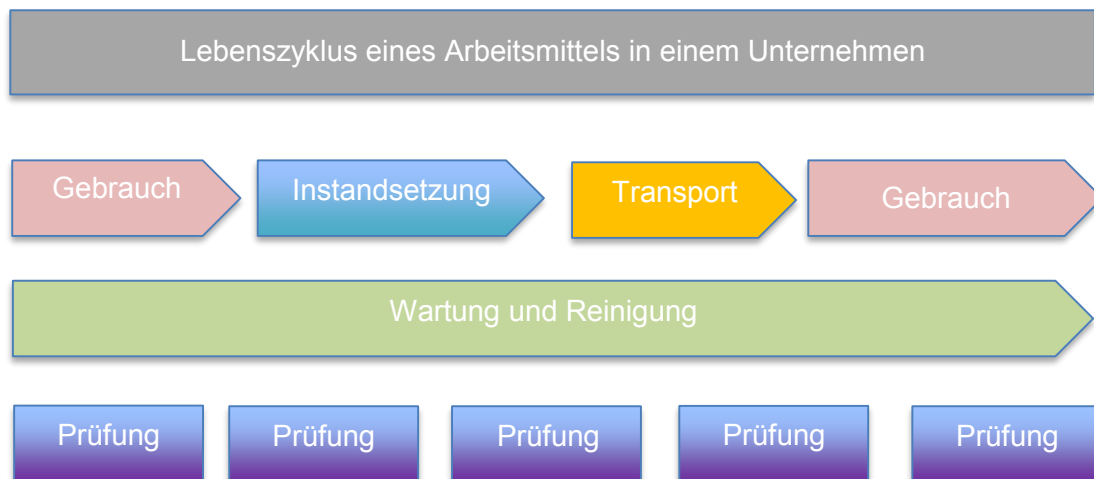 Lebenszyklus eines Arbeitsmittels in einem Unternehmen
Gebrauch
Instandsetzung
Transport
Gebrauch
Wartung und Reinigung
Prüfung
Prüfung
Prüfung
Prüfung
Prüfung